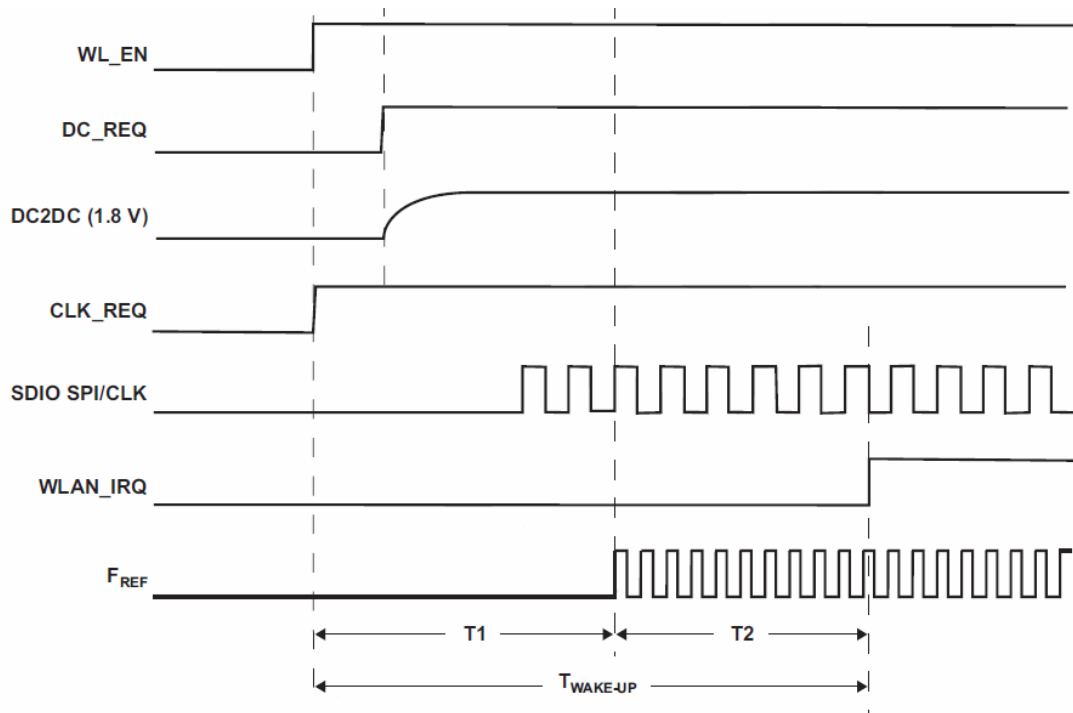 WL_EN
DC_REQ
DC2DC (1.8 V)
CLK_REQ
SDIO SPI/CLK
WLAN_IRQ
FREF
T1 T2
TWAKE-UP